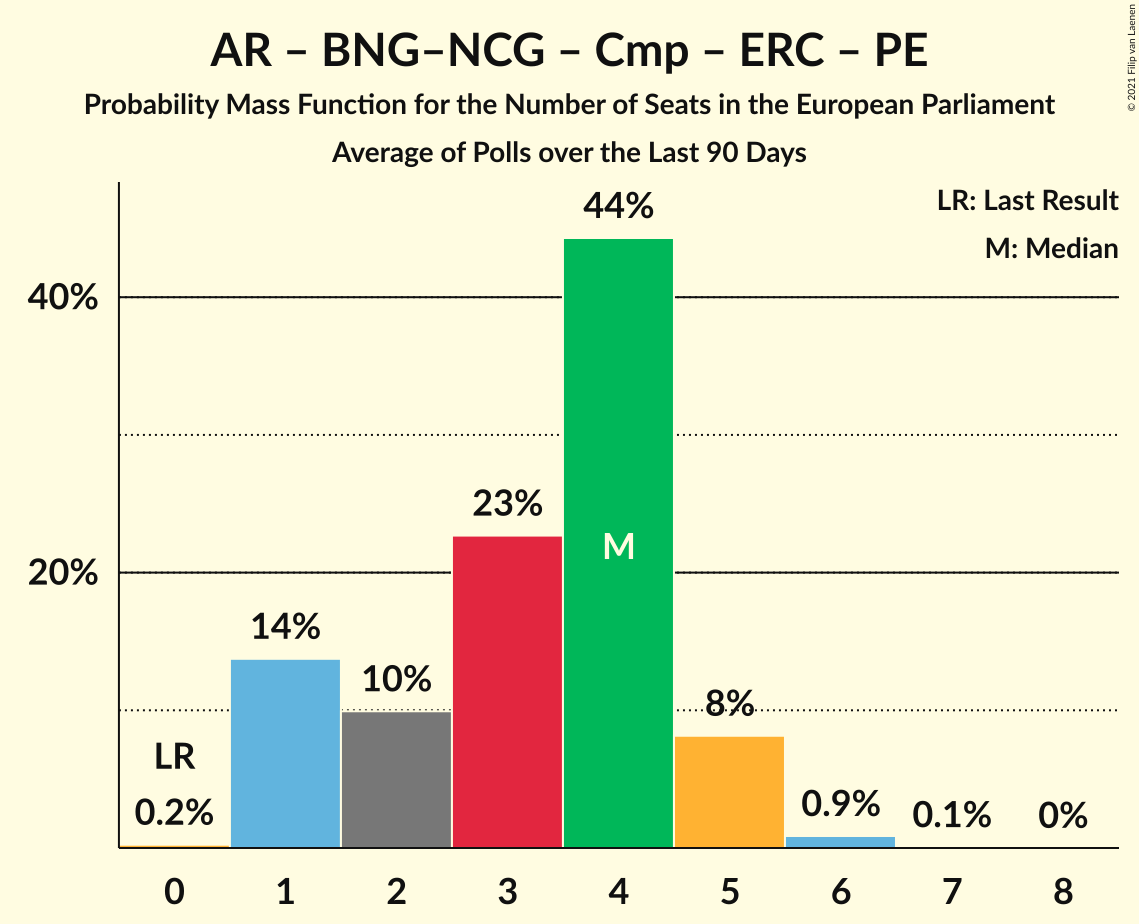 AR – BNG–NCG – Cmp – ERC – PE
Probability Mass Function for the Number of Seats in the European Parliament
Average of Polls over the Last 90 Days
© 2021 Filip van Laenen
LR: Last Result
M: Median
44%
40%
23%
M
20%
14%
10%
8%
LR
0.2%
0.9%
0.1%
0%
0 1 2 3 4 5 6 7 8